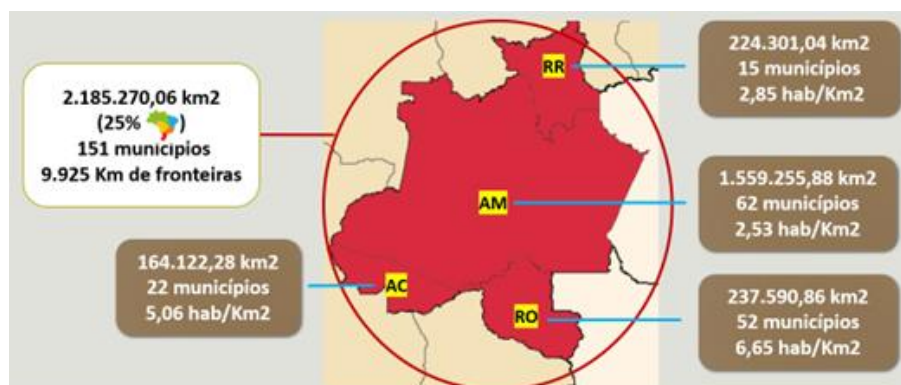 2.185.270,06 km2
(25% )
151 municípios
9.925 Km de fronteiras
RR
224.301,04 km2
15 municípios
2,85 hab/Km2
AM
1.559.255,88 km2
62 municípios
2,53 hab/Km2
164.122,28 km2
22 municípios
5,06 hab/Km2
AC
RO
237.590,86 km2
52 municípios
6,65 hab/Km2